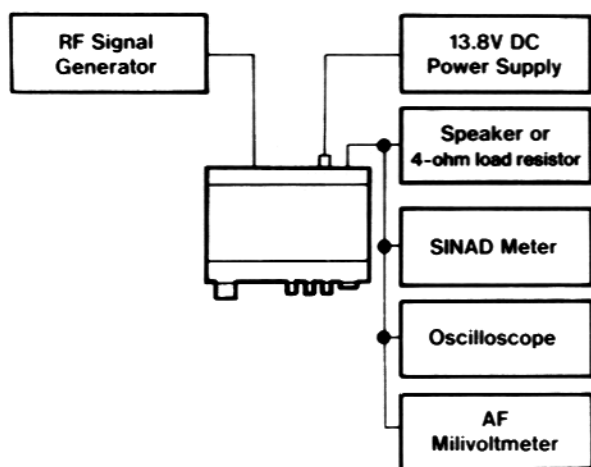 RF Signal
Generator
13.8V DC
Power Supply
Speaker or
4-ohm load resistor
SINAD Meter
Oscilloscope
AF
Milivoltmeter